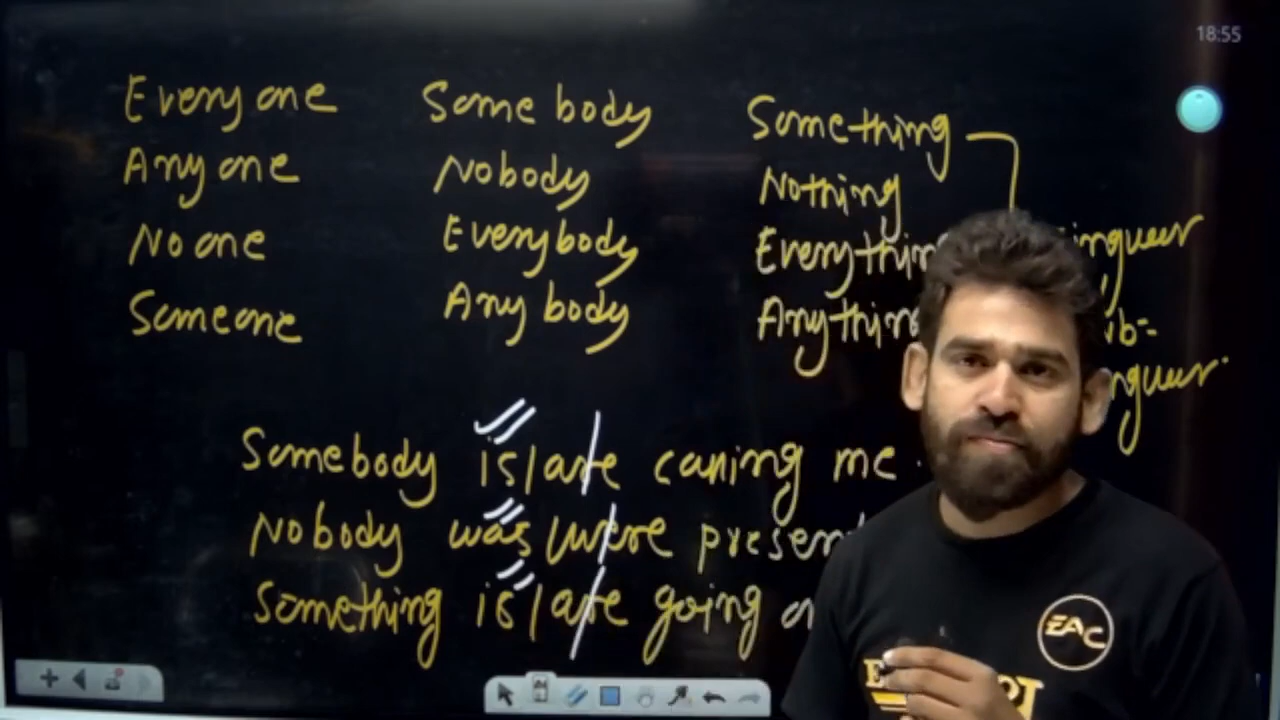 18:55
Everyone Somebody Something
Anyone Nobody Nothing
No one Everybody
Someone Anybody
Somebody is/are caning me.
Nobody was/were
Something is/are going
EAC